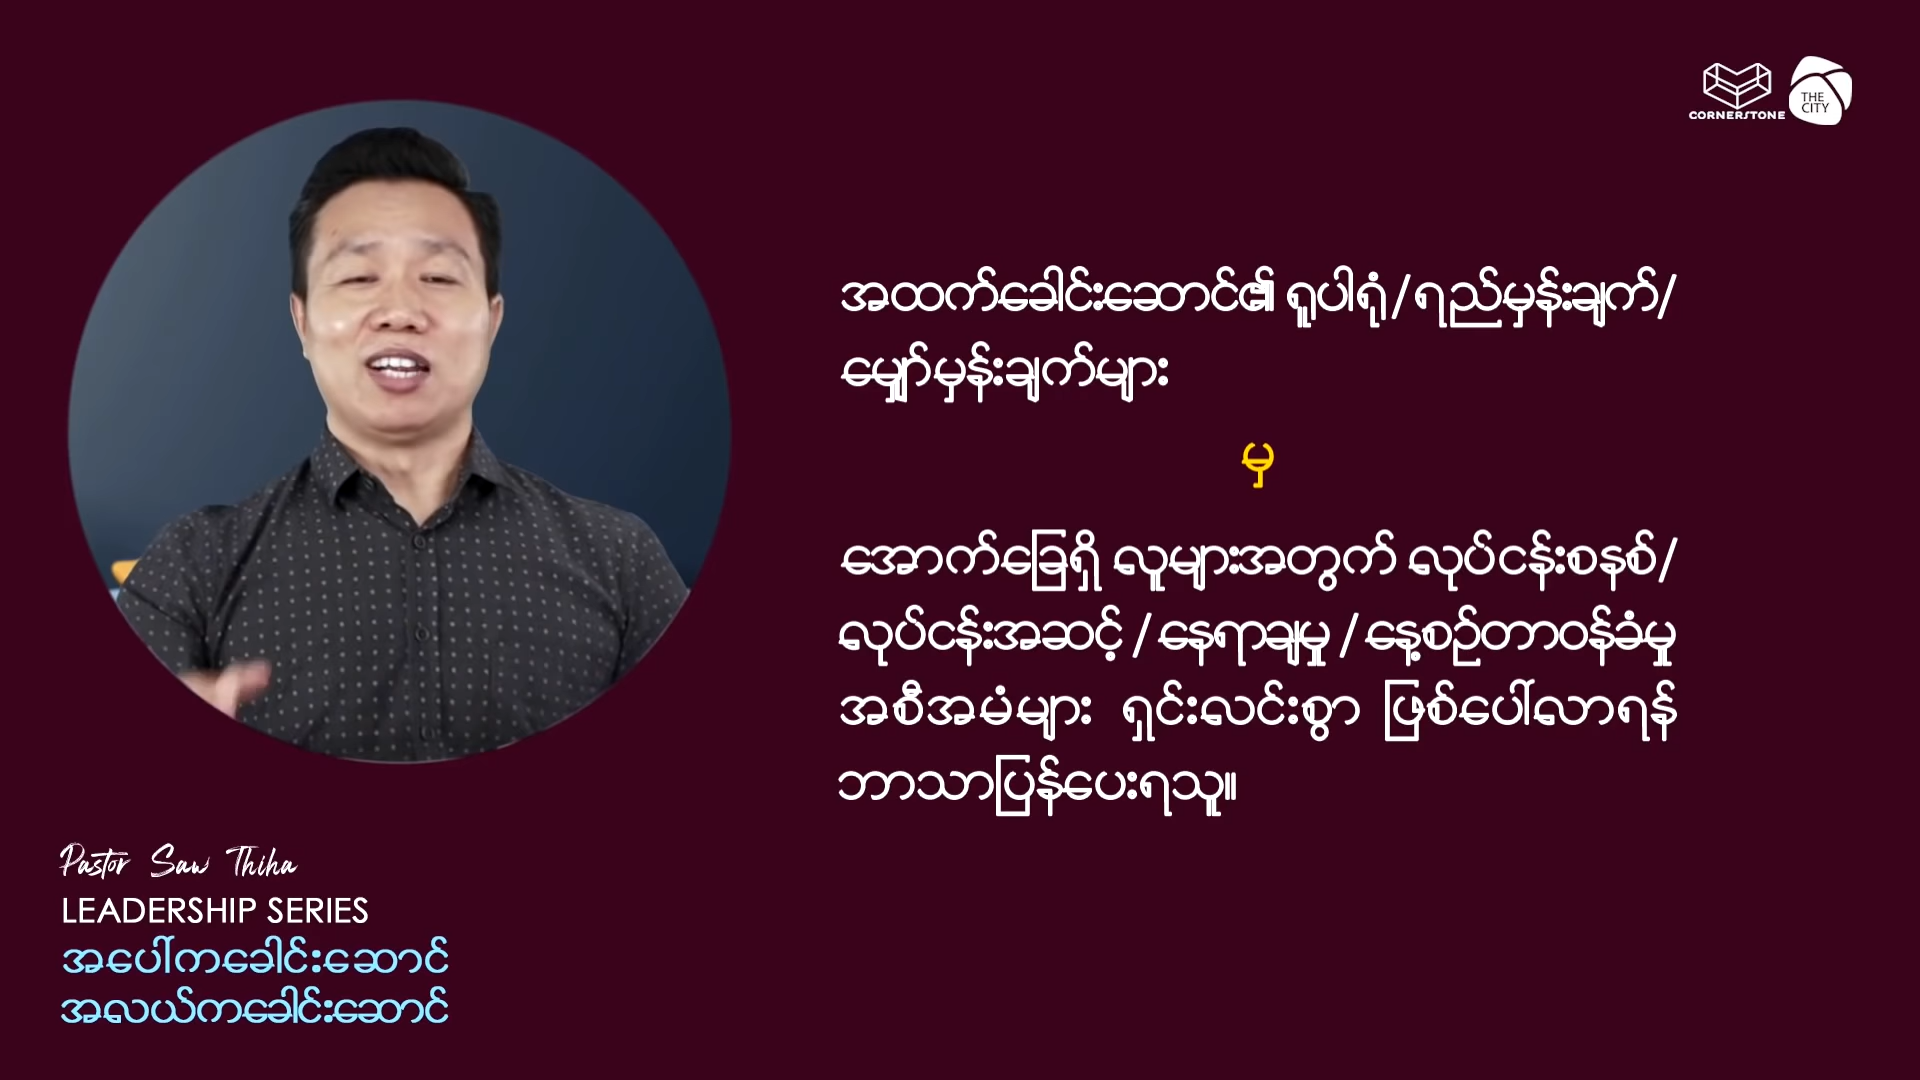 CORNERSTONE
THE
CITY
အထက်ခေါင်းဆောင်၏ ရူပါရုံ/ရည်မှန်းချက်/
မျှော်မှန်းချက်များ
မှ
အောက်ခြေရှိ လူများအတွက် လုပ်ငန်းစနစ်/
လုပ်ငန်းအဆင့် / နေရာချမှု / နေ့စဉ်တာဝန်ခံမှု
အစီအမံများ ရှင်းလင်းစွာ ဖြစ်ပေါ်လာရန်
ဘာသာပြန်ပေးရသူ။
Pastor Saw Thiha
LEADERSHIP SERIES
အပေါ်ကခေါင်းဆောင်
အလယ်ကခေါင်းဆောင်